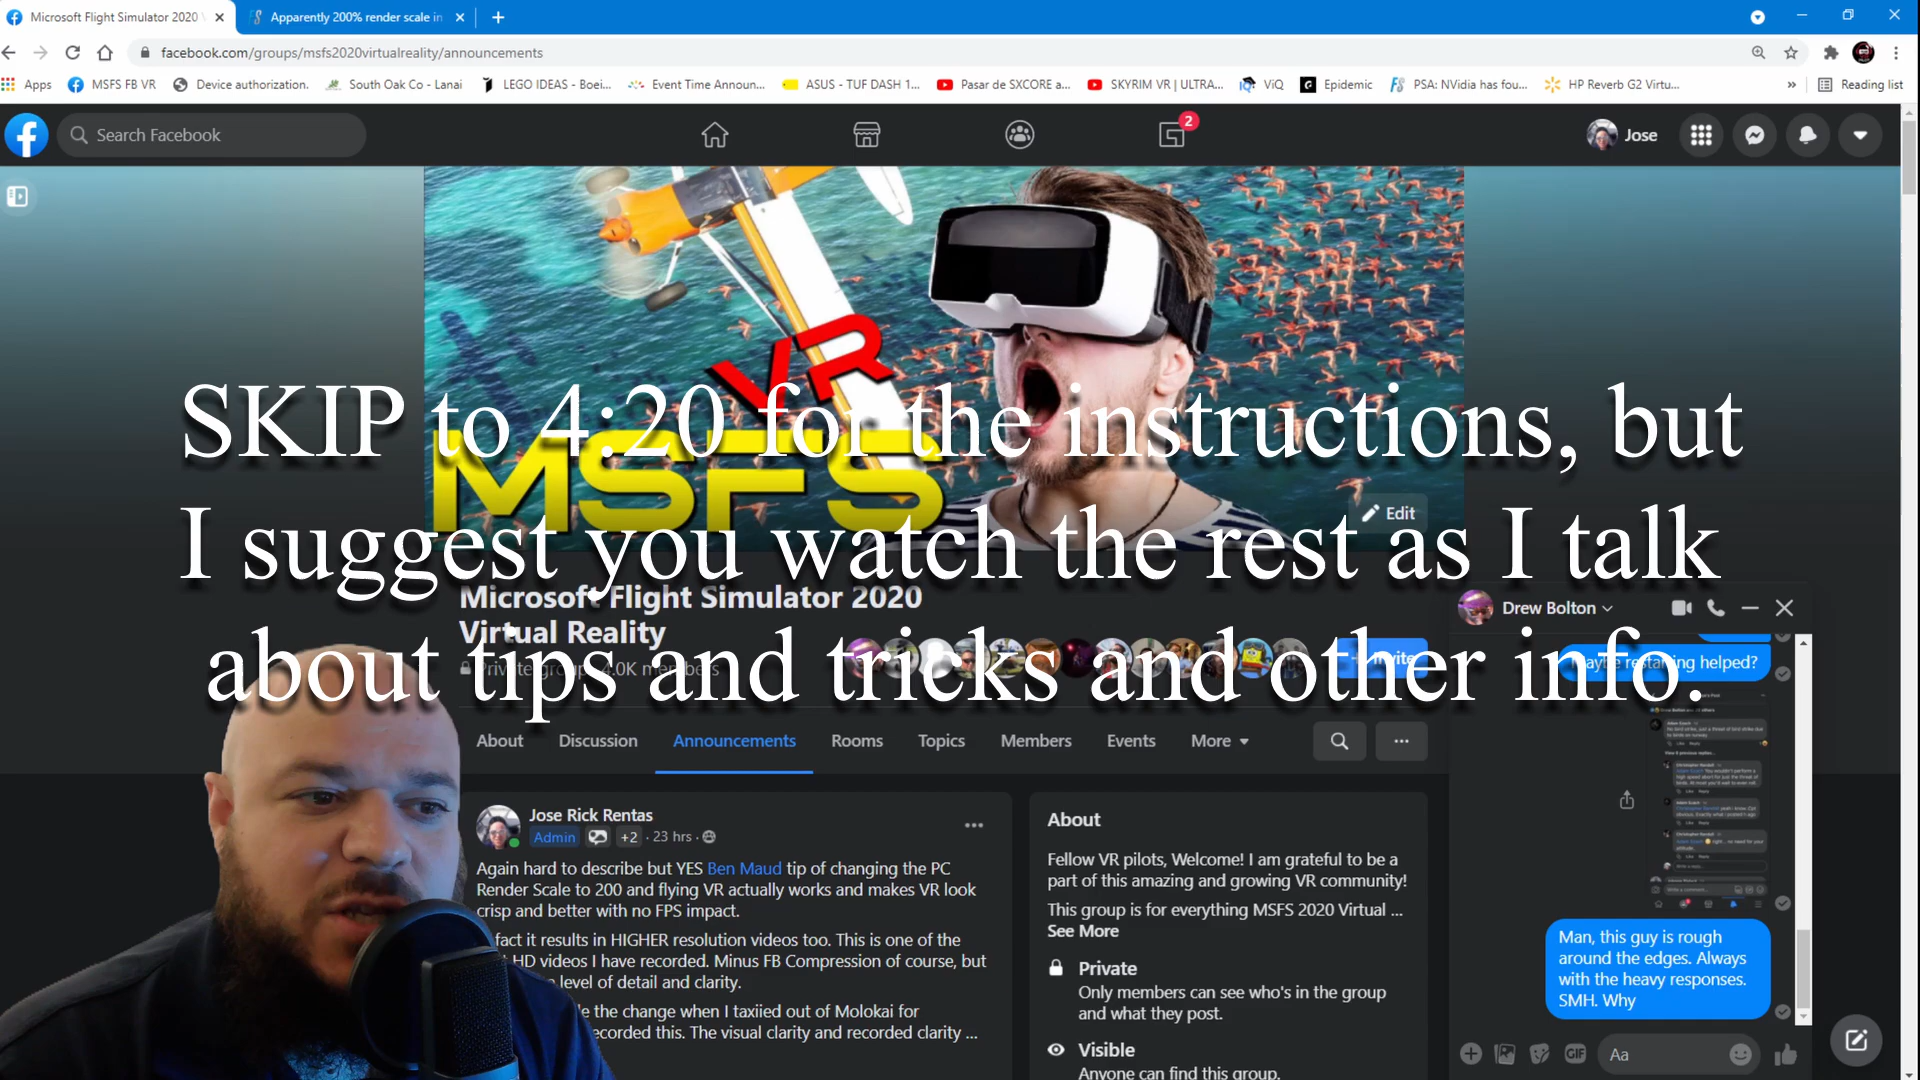 Microsoft Flight Simulator 2020
Apparently 200% render scale in
facebook.com/groups/msfs2020virtualreality/announcements
Apps
MSFS FB VR
Device authorization.
South Oak Co - Lanai
LEGO IDEAS - Boei...
Event Time Announ...
ASUS - TUF DASH 1...
Pasar de SXCORE a...
SKYRIM VR | ULTRA...
ViQ
Epidemic
PSA: NVidia has fou...
HP Reverb G2 Virtu...
»
Reading list
Search Facebook
2
Jose
VR
MSFS
Edit
SKIP to 4:20 for the instructions, but
I suggest you watch the rest as I talk
about tips and tricks and other info.
Microsoft Flight Simulator 2020
Virtual Reality
Private group · 4.0K members
Invite
About
Discussion
Announcements
Rooms
Topics
Members
Events
More
Jose Rick Rentas
Admin
+2 · 23 hrs ·
Again hard to describe but YES Ben Maud tip of changing the PC
Render Scale to 200 and flying VR actually works and makes VR look
crisp and better with no FPS impact.
fact it results in HIGHER resolution videos too. This is one of the
HD videos I have recorded. Minus FB Compression of course, but
level of detail and clarity.
the change when I taxiied out of Molokai for
recorded this. The visual clarity and recorded clarity ...
About
Fellow VR pilots, Welcome! I am grateful to be a
part of this amazing and growing VR community!
This group is for everything MSFS 2020 Virtual ...
See More
Private
Only members can see who's in the group
and what they post.
Visible
Anyone can find this group.
Drew Bolton
Maybe restarting helped?
Man, this guy is rough
around the edges. Always
with the heavy responses.
SMH. Why
GIF
Aa